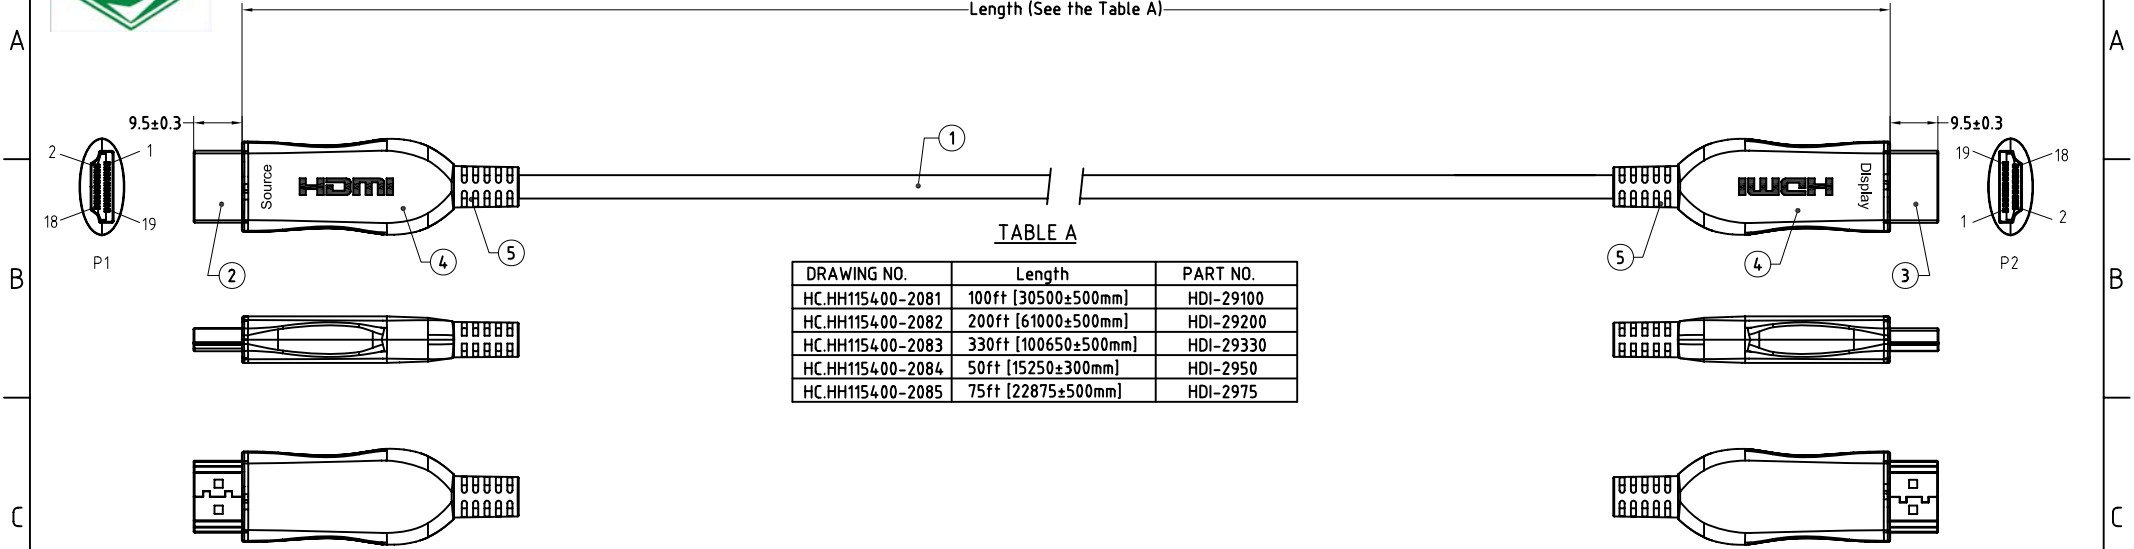 Length (See the Table A)
A
A
9.5±0.3
9.5±0.3
1
2
1
19
18
Source
HDMI
HDMI
Display
18
19
1
2
P1
P2
2
4
5
5
4
3
B
B
TABLE A
DRAWING NO. Length PART NO.
HC.HH115400-2081 100ft [30500±500mm] HDI-29100
HC.HH115400-2082 200ft [61000±500mm] HDI-29200
HC.HH115400-2083 330ft [100650±500mm] HDI-29330
HC.HH115400-2084 50ft [15250±300mm] HDI-2950
HC.HH115400-2085 75ft [22875±500mm] HDI-2975
C
C